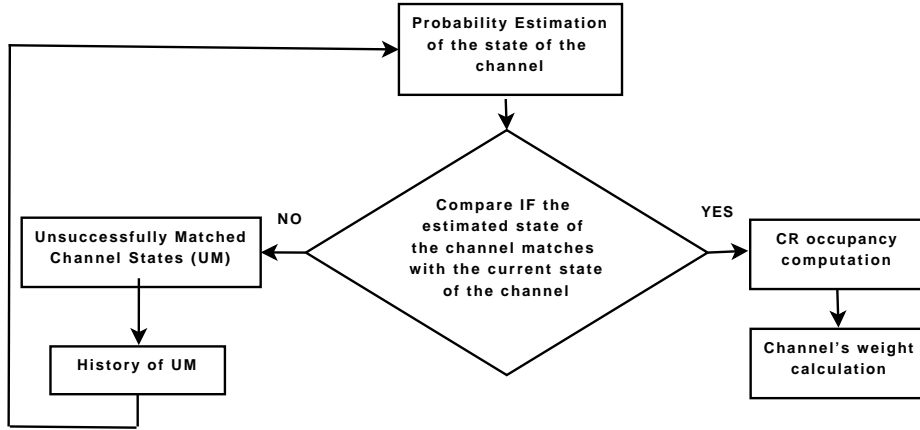 Probability Estimation
of the state of the
channel
Compare IF the
estimated state of
the channel matches
with the current state
of the channel
NO
YES
Unsuccessfully Matched
Channel States (UM)
History of UM
CR occupancy
computation
Channel's weight
calculation